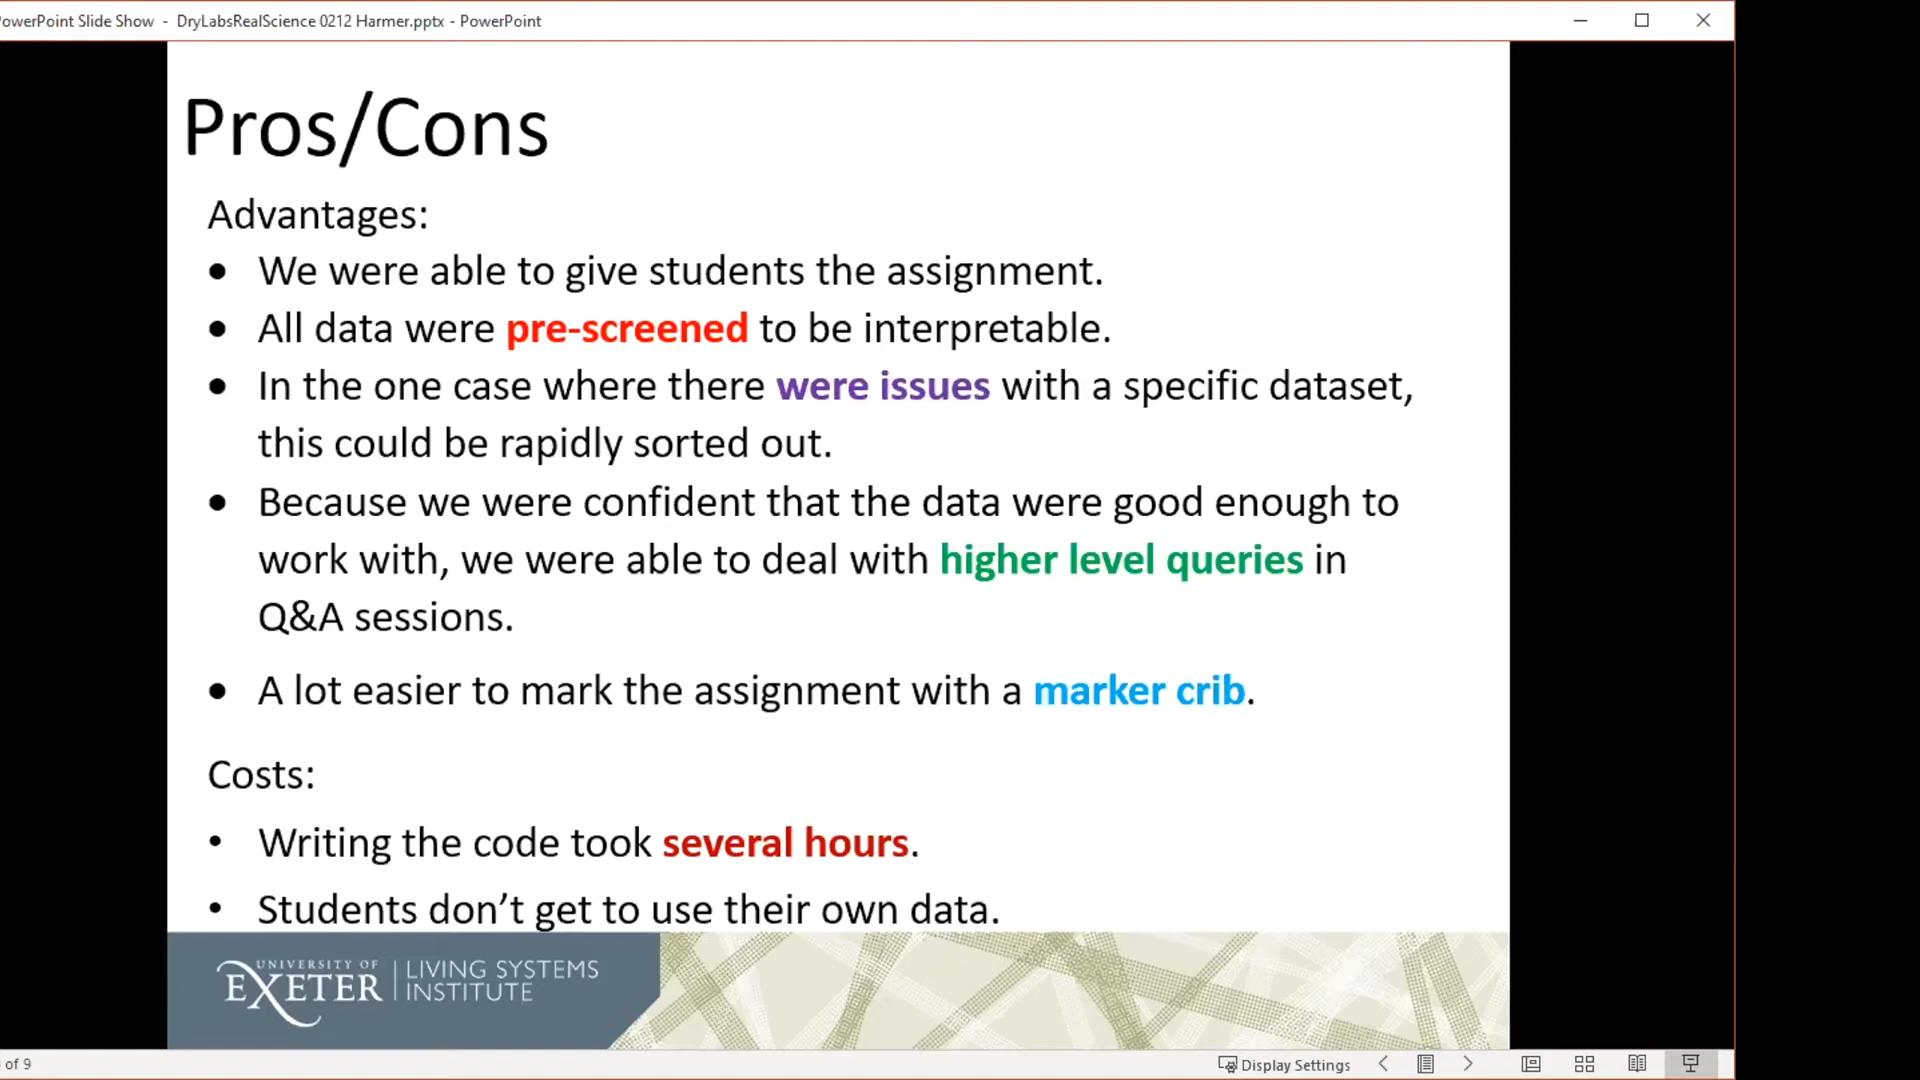 PowerPoint Slide Show - DryLabsRealScience 0212 Harmer.pptx - PowerPoint
Pros/Cons
Advantages:
• We were able to give students the assignment.
• All data were pre-screened to be interpretable.
• In the one case where there were issues with a specific dataset,
this could be rapidly sorted out.
• Because we were confident that the data were good enough to
work with, we were able to deal with higher level queries in
Q&A sessions.
• A lot easier to mark the assignment with a marker crib.
Costs:
• Writing the code took several hours.
• Students don’t get to use their own data.
UNIVERSITY OF
EXETER
LIVING SYSTEMS
INSTITUTE
of 9
Display Settings